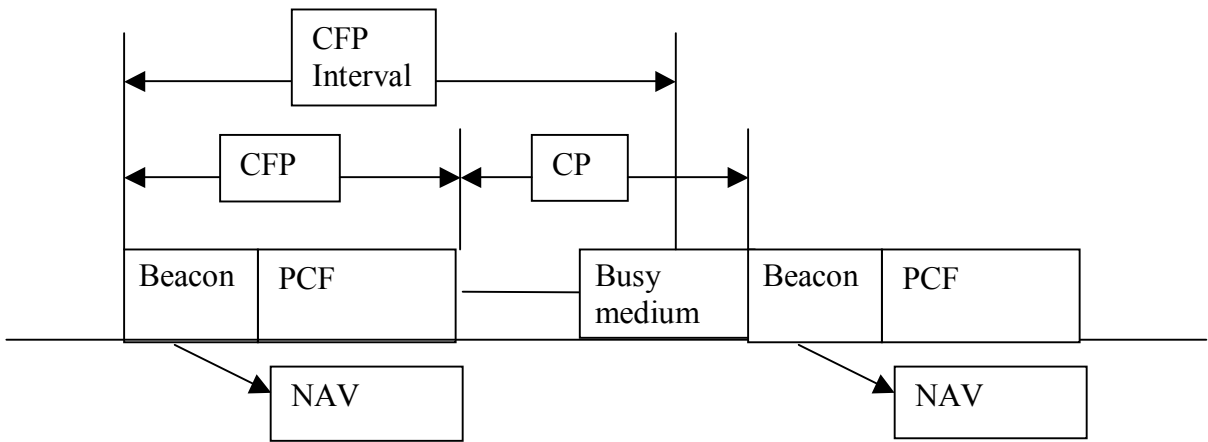 CFP
Interval
CFP
CP
Beacon
PCF
Busy
medium
Beacon
PCF
NAV
NAV